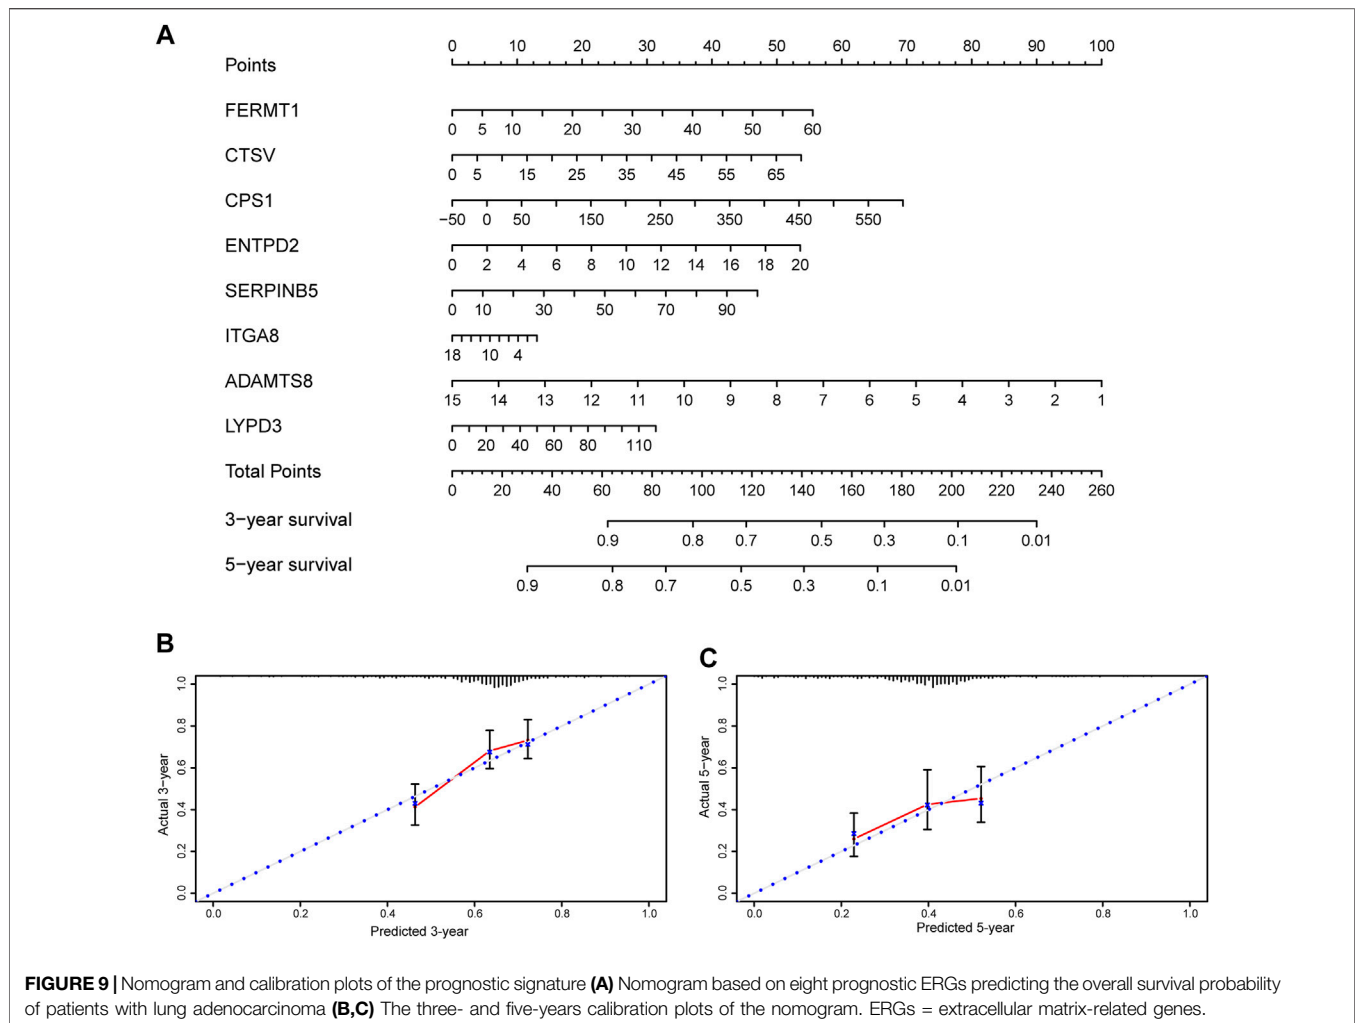 A
Points
0 10 20 30 40 50 60 70 80 90 100
FERMT1
0 5 10 20 30 40 50 60
CTSV
0 5 15 25 35 45 55 65
CPS1
−50 0 50 150 250 350 450 550
ENTPD2
0 2 4 6 8 10 12 14 16 18 20
SERPINB5
0 10 30 50 70 90
ITGA8
18 10 4
ADAMTS8
15 14 13 12 11 10 9 8 7 6 5 4 3 2 1
LYPD3
0 20 40 60 80 110
Total Points
0 20 40 60 80 100 120 140 160 180 200 220 240 260
3−year survival
0.9 0.8 0.7 0.5 0.3 0.1 0.01
5−year survival
0.9 0.8 0.7 0.5 0.3 0.1 0.01
B
Actual 3−year
1.0
0.8
0.6
0.4
0.2
0.0
0.0 0.2 0.4 0.6 0.8 1.0
Predicted 3-year
C
Actual 5−year
1.0
0.8
0.6
0.4
0.2
0.0
0.0 0.2 0.4 0.6 0.8 1.0
Predicted 5-year
FIGURE 9 | Nomogram and calibration plots of the prognostic signature (A) Nomogram based on eight prognostic ERGs predicting the overall survival probability
of patients with lung adenocarcinoma (B,C) The three- and five-years calibration plots of the nomogram. ERGs = extracellular matrix-related genes.